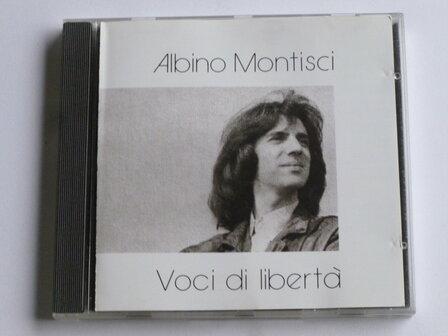 Albino Montisci
Voci di libertà